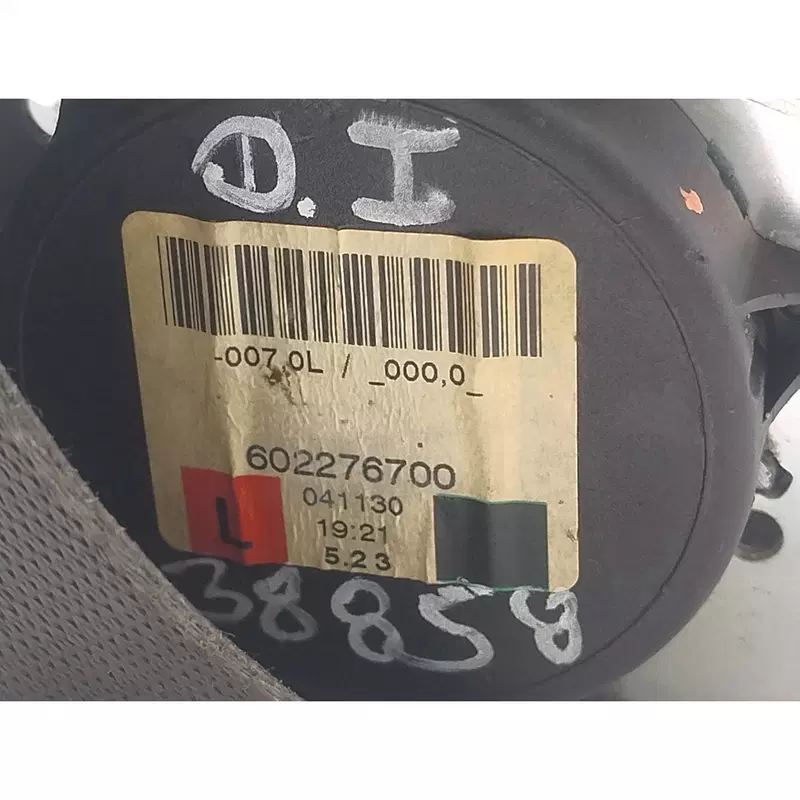 D.I
-007,0L / _000,0_
602276700
041130
L
19:21
5.23
38858